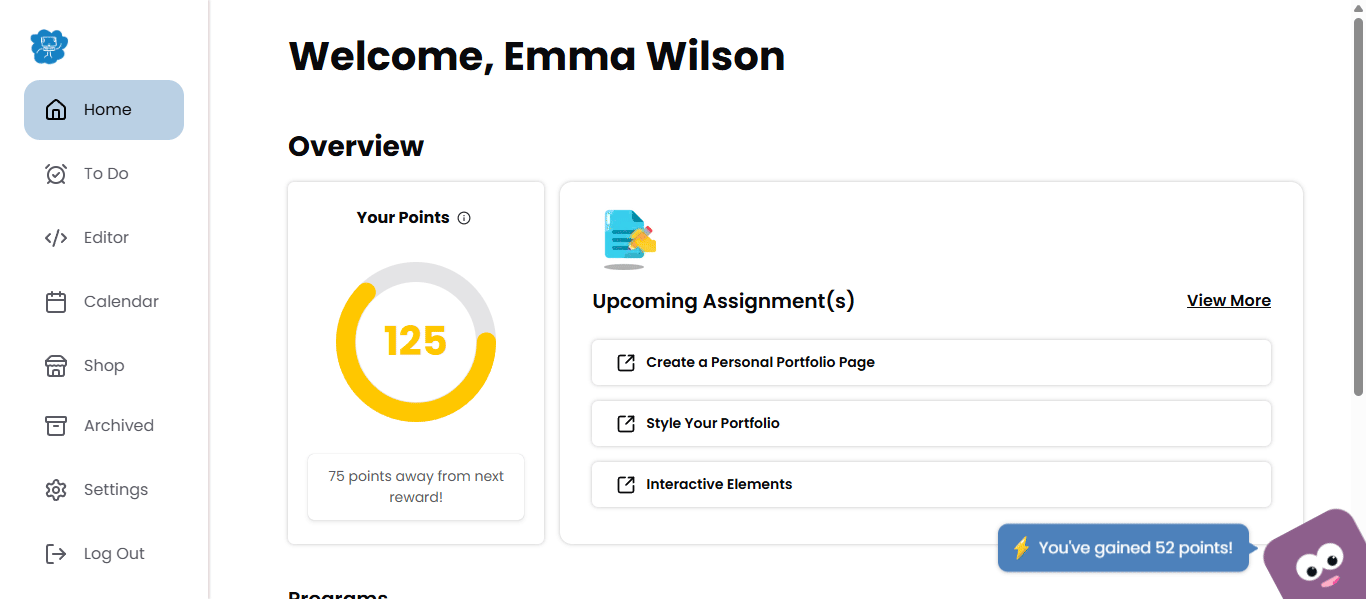 Welcome, Emma Wilson
Home
To Do
Editor
Calendar
Shop
Archived
Settings
Log Out
Overview
Your Points
125
75 points away from next
reward!
Upcoming Assignment(s)
View More
Create a Personal Portfolio Page
Style Your Portfolio
Interactive Elements
You've gained 52 points!
Programs